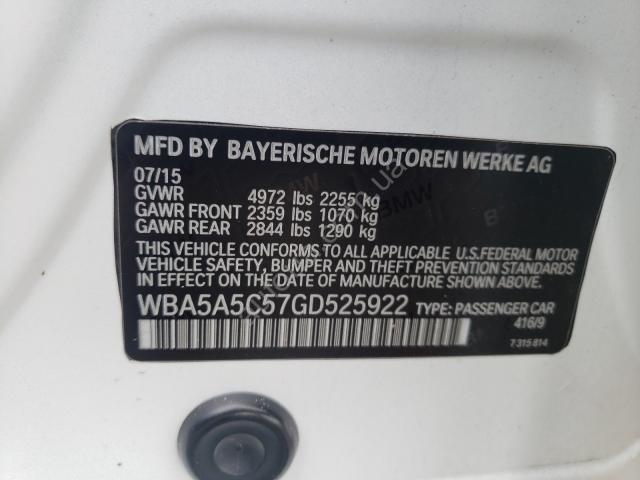 MFD BY BAYERISCHE MOTOREN WERKE AG
07/15
GVWR 4972 lbs 2255 kg
GAWR FRONT 2359 lbs 1070 kg
GAWR REAR 2844 lbs 1290 kg
THIS VEHICLE CONFORMS TO ALL APPLICABLE U.S.FEDERAL MOTOR
VEHICLE SAFETY, BUMPER AND THEFT PREVENTION STANDARDS
IN EFFECT ON THE DATE OF MANUFACTURE SHOWN ABOVE.
WBA5A5C57GD525922 TYPE: PASSENGER CAR
416/9
7 315 814